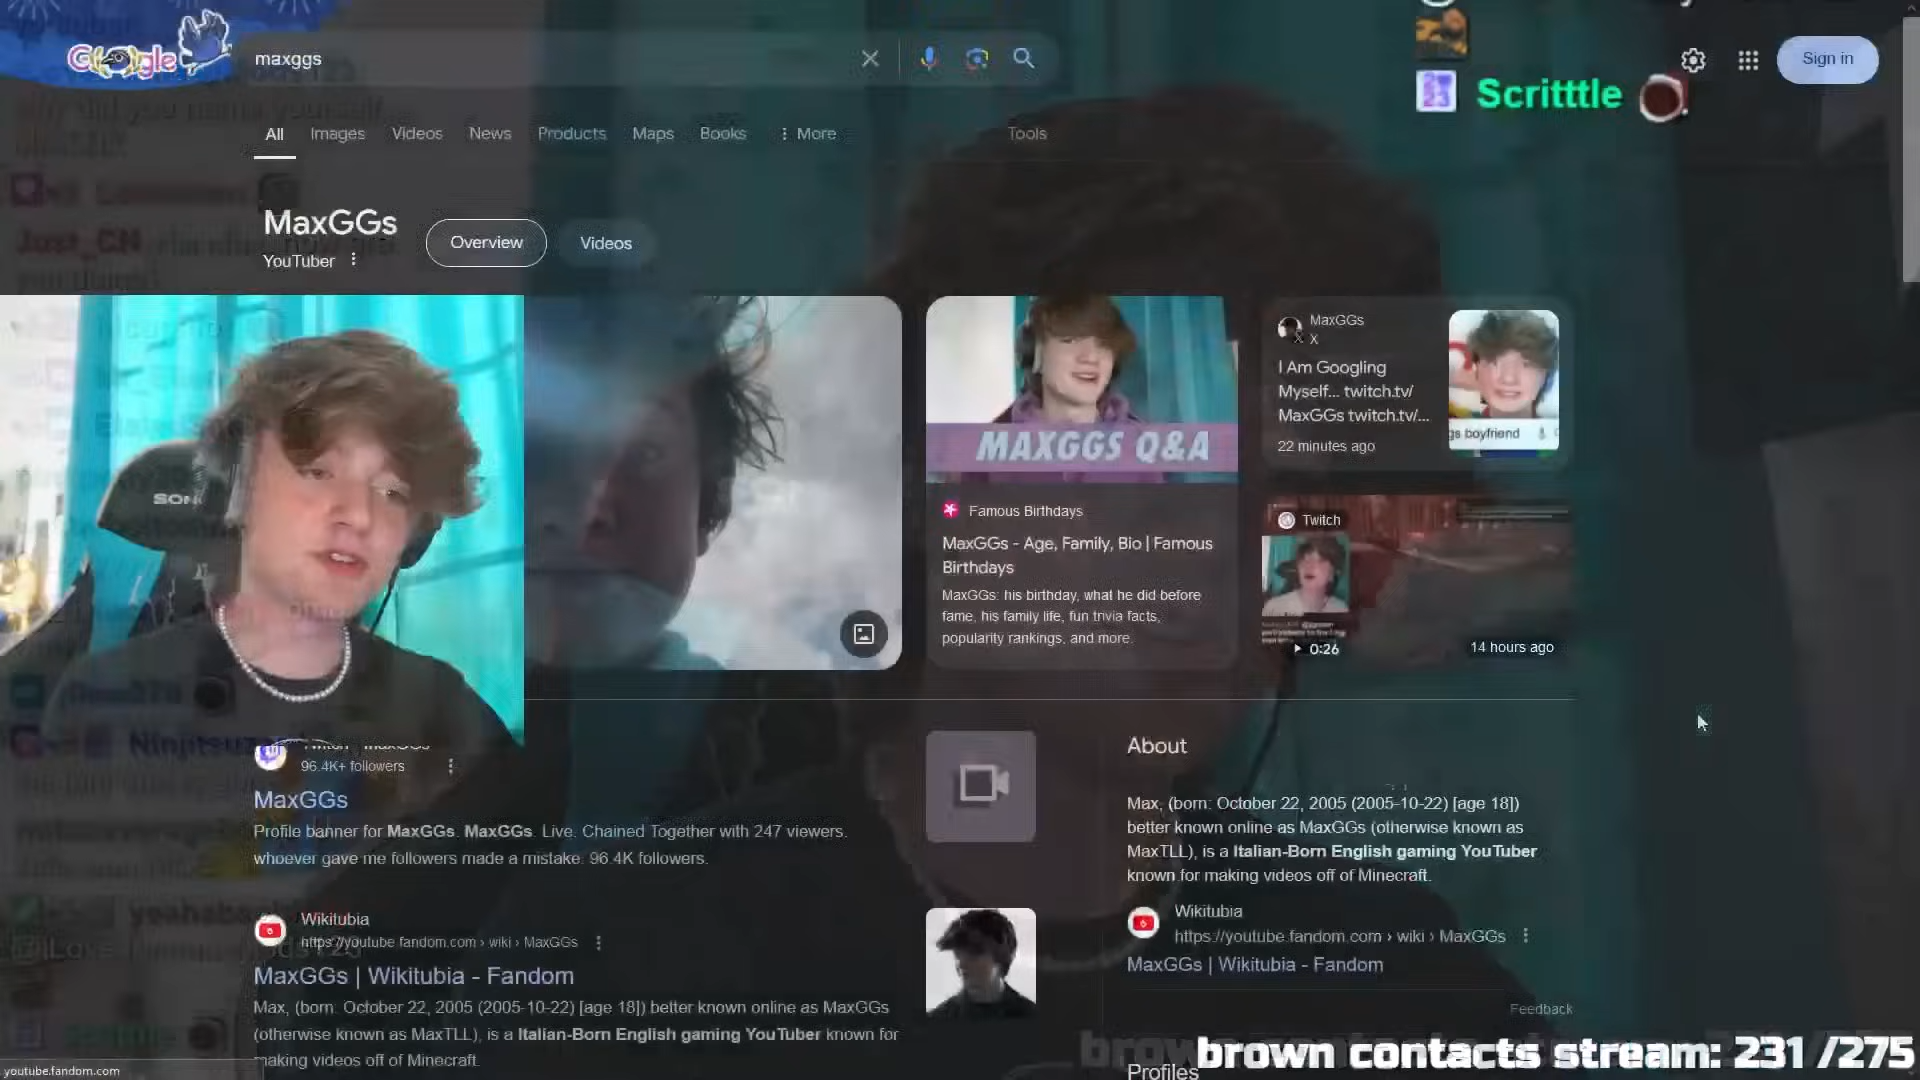 Google
maxggs
Sign in
Scritttle
All
Images
Videos
News
Products
Maps
Books
More
Tools
MaxGGs
YouTuber
Overview
Videos
Just_CN
SON
MAXGGS Q&A
Famous Birthdays
MaxGGs - Age, Family, Bio | Famous
Birthdays
MaxGGs: his birthday, what he did before
fame, his family life, fun trivia facts,
popularity rankings, and more.
MaxGGs
X
I Am Googling
Myself... twitch.tv/
MaxGGs twitch.tv/...
22 minutes ago
gs boyfriend
Twitch
0:26
14 hours ago
96.4K+ followers
MaxGGs
Profile banner for MaxGGs. MaxGGs. Live. Chained Together with 247 viewers.
whoever gave me followers made a mistake. 96.4K followers.
Wikitubia
https://youtube.fandom.com › wiki › MaxGGs
MaxGGs | Wikitubia - Fandom
Max, (born: October 22, 2005 (2005-10-22) [age 18]) better known online as MaxGGs
(otherwise known as MaxTLL), is a Italian-Born English gaming YouTuber known for
making videos off of Minecraft.
About
Max, (born: October 22, 2005 (2005-10-22) [age 18])
better known online as MaxGGs (otherwise known as
MaxTLL), is a Italian-Born English gaming YouTuber
known for making videos off of Minecraft.
Wikitubia
https://youtube.fandom.com › wiki › MaxGGs
MaxGGs | Wikitubia - Fandom
Feedback
Profiles
brown contacts stream: 231 /275
youtube.fandom.com